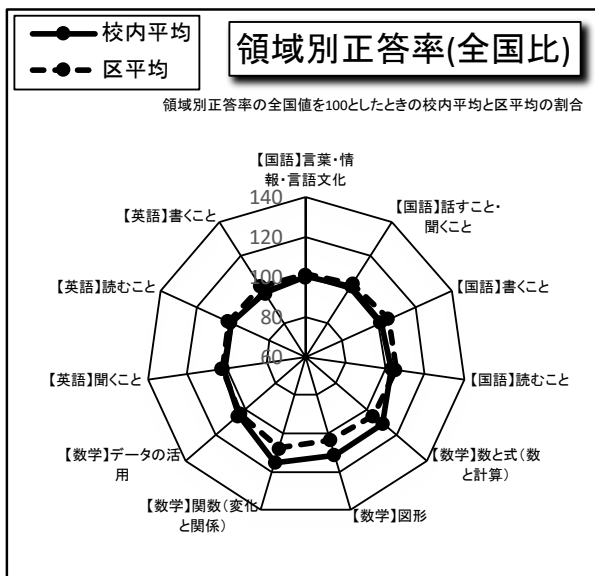 校内平均
区平均
領域別正答率(全国比)
領域別正答率の全国値を100としたときの校内平均と区平均の割合
【国語】言葉・情
報・言語文化
【国語】話すこと・
聞くこと
【国語】書くこと
【国語】読むこと
【数学】数と式(数
と計算)
【数学】図形
【数学】関数(変化
と関係)
【数学】データの活
用
【英語】聞くこと
【英語】読むこと
【英語】書くこと
140
120
100
80
60